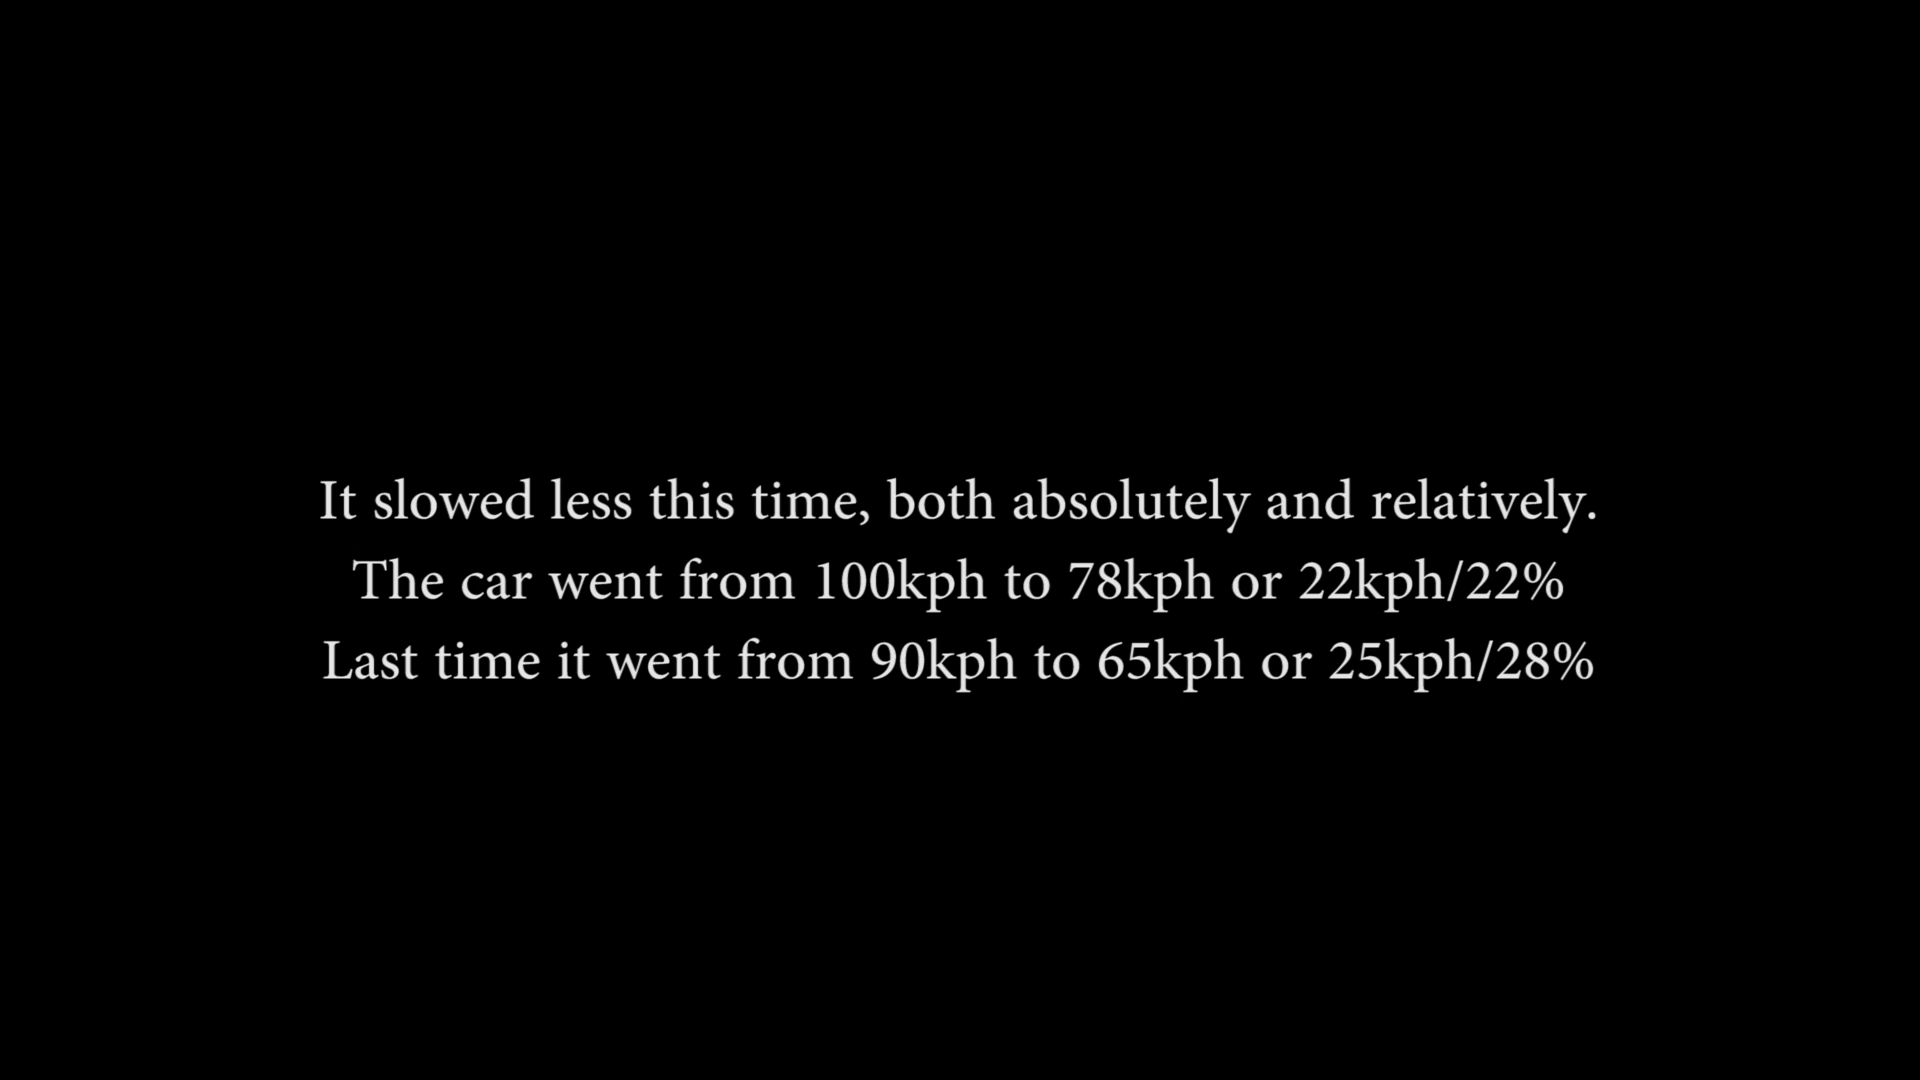 It slowed less this time, both absolutely and relatively.
The car went from 100kph to 78kph or 22kph/22%
Last time it went from 90kph to 65kph or 25kph/28%